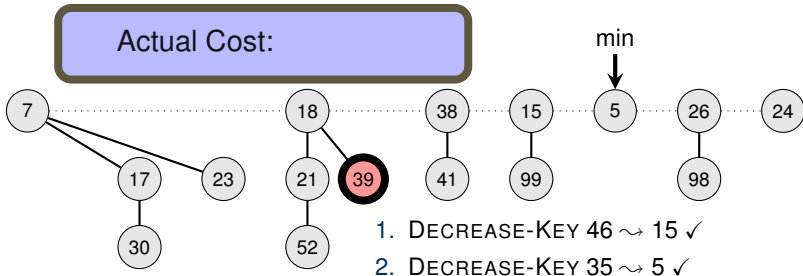 Actual Cost:
min
7 18 38 15 5 26 24
17 23 21 39 41 99 98
30 52
1. DECREASE-KEY 46 ⤳ 15 ✓
2. DECREASE-KEY 35 ⤳ 5 ✓